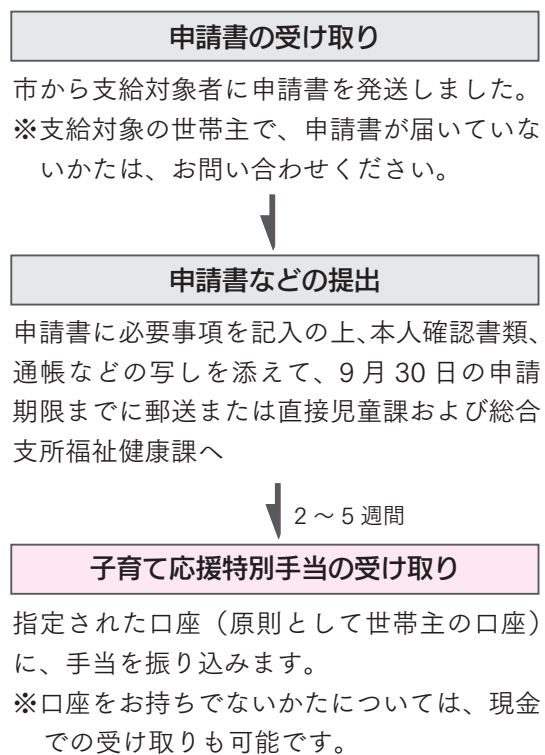 申請書の受け取り
市から支給対象者に申請書を発送しました。
※支給対象の世帯主で、申請書が届いていな
いかたは、お問い合わせください。
申請書などの提出
申請書に必要事項を記入の上、本人確認書類、
通帳などの写しを添えて、9月30日の申請
期限までに郵送または直接児童課および総合
支所福祉健康課へ
2～5週間
子育て応援特別手当の受け取り
指定された口座（原則として世帯主の口座）
に、手当を振り込みます。
※口座をお持ちでないかたについては、現金
での受け取りも可能です。